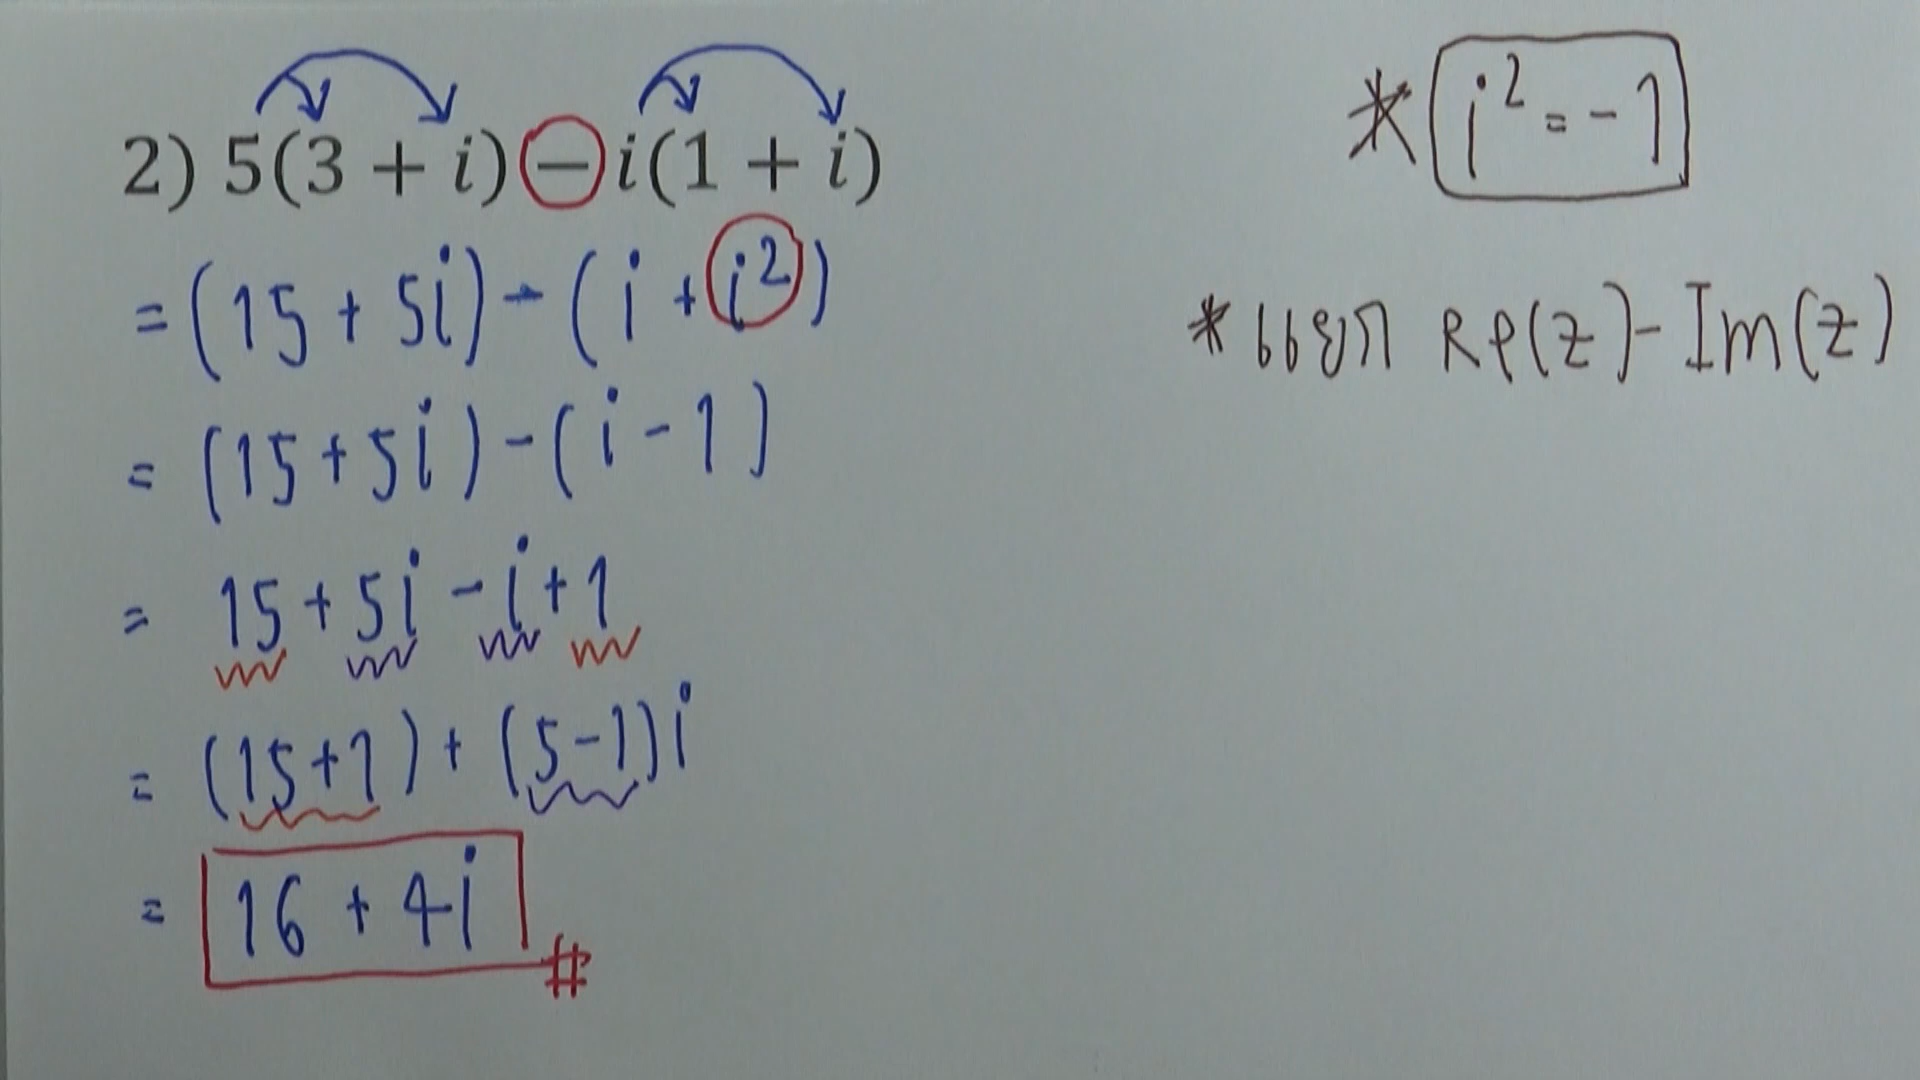 2) 5(3 + i) − i(1 + i)
= (15 + 5i) - (i + i²)
= (15 + 5i) - (i - 1)
= 15 + 5i - i + 1
= (15 + 1) + (5 - 1)i
= 16 + 4i #
* i² = -1
* แยก Re(z) - Im(z)